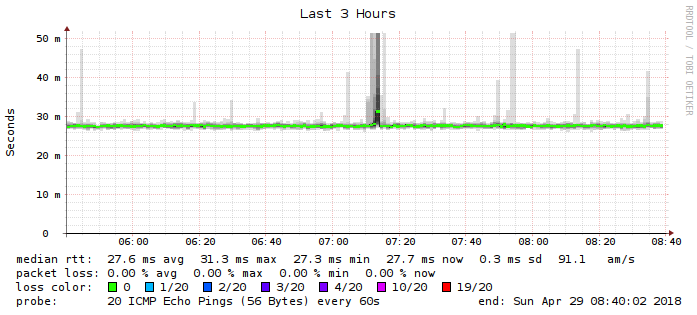 Last 3 Hours
RRDTOOL / TOBI OETIKER
Seconds
50 m
40 m
30 m
20 m
10 m
0
06:00 06:20 06:40 07:00 07:20 07:40 08:00 08:20 08:40
median rtt: 27.6 ms avg 31.3 ms max 27.3 ms min 27.7 ms now 0.3 ms sd 91.1 am/s
packet loss: 0.00 % avg 0.00 % max 0.00 % min 0.00 % now
loss color: 0 1/20 2/20 3/20 4/20 10/20 19/20
probe: 20 ICMP Echo Pings (56 Bytes) every 60s end: Sun Apr 29 08:40:02 2018